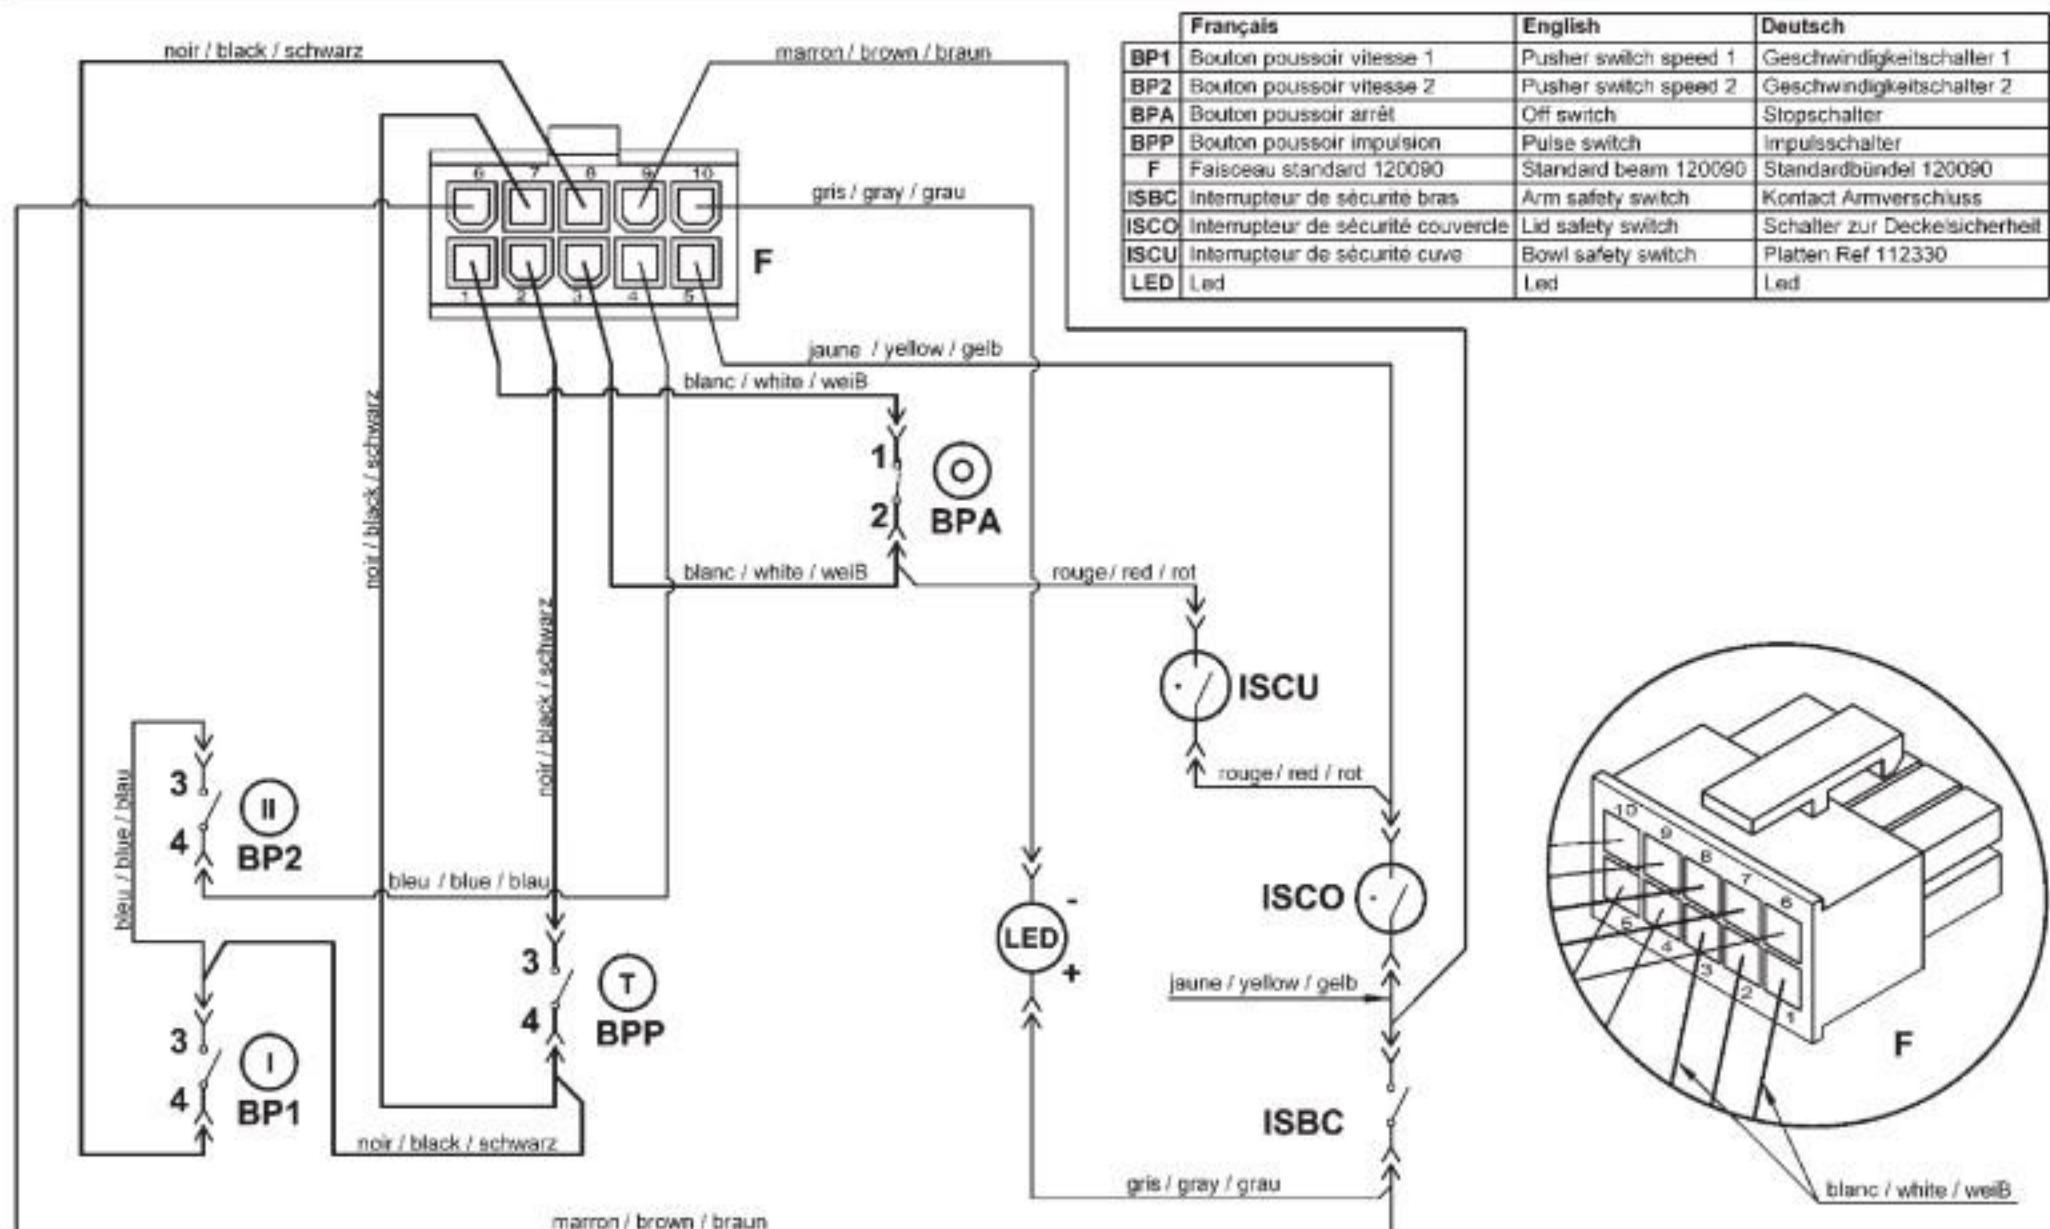 Français English Deutsch
BP1 Bouton poussoir vitesse 1 Pusher switch speed 1 Geschwindigkeitschalter 1
BP2 Bouton poussoir vitesse 2 Pusher switch speed 2 Geschwindigkeitschalter 2
BPA Bouton poussoir arrêt Off switch Stopschalter
BPP Bouton poussoir impulsion Pulse switch Impulsschalter
F Faisceau standard 120090 Standard beam 120090 Standardbündel 120090
ISBC Interrupteur de sécurité bras Arm safety switch Kontact Armverschluss
ISCO Interrupteur de sécurité couvercle Lid safety switch Schalter zur Deckelsicherheit
ISCU Interrupteur de sécurité cuve Bowl safety switch Platten Ref 112330
LED Led Led Led
noir / black / schwarz
marron / brown / braun
6 7 8 9 10
gris / gray / grau
F
1 2 3 4 5
jaune / yellow / gelb
blanc / white / weiB
noir / black / schwarz
1
2
O
BPA
blanc / white / weiB
rouge / red / rot
noir / black / schwarz
ISCU
rouge / red / rot
bleu / blue / blau
3
4
II
BP2
bleu / blue / blau
ISCO
LED
-
+
3
4
T
BPP
jaune / yellow / gelb
3
4
I
BP1
noir / black / schwarz
ISBC
gris / gray / grau
marron / brown / braun
10 9 8 7 6
5 4 3 2 1
F
blanc / white / weiB